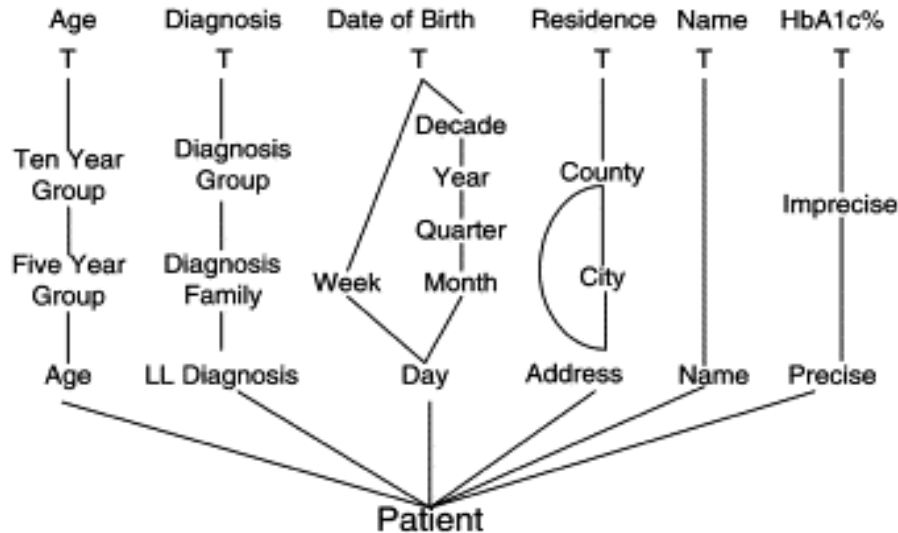 Age Diagnosis Date of Birth Residence Name HbA1c%
T T T T T T
Decade
Ten Year Group
Diagnosis Group
Year
County
Imprecise
Quarter
Five Year Group
Diagnosis Family
Week Month
City
Age LL Diagnosis Day Address Name Precise
Patient